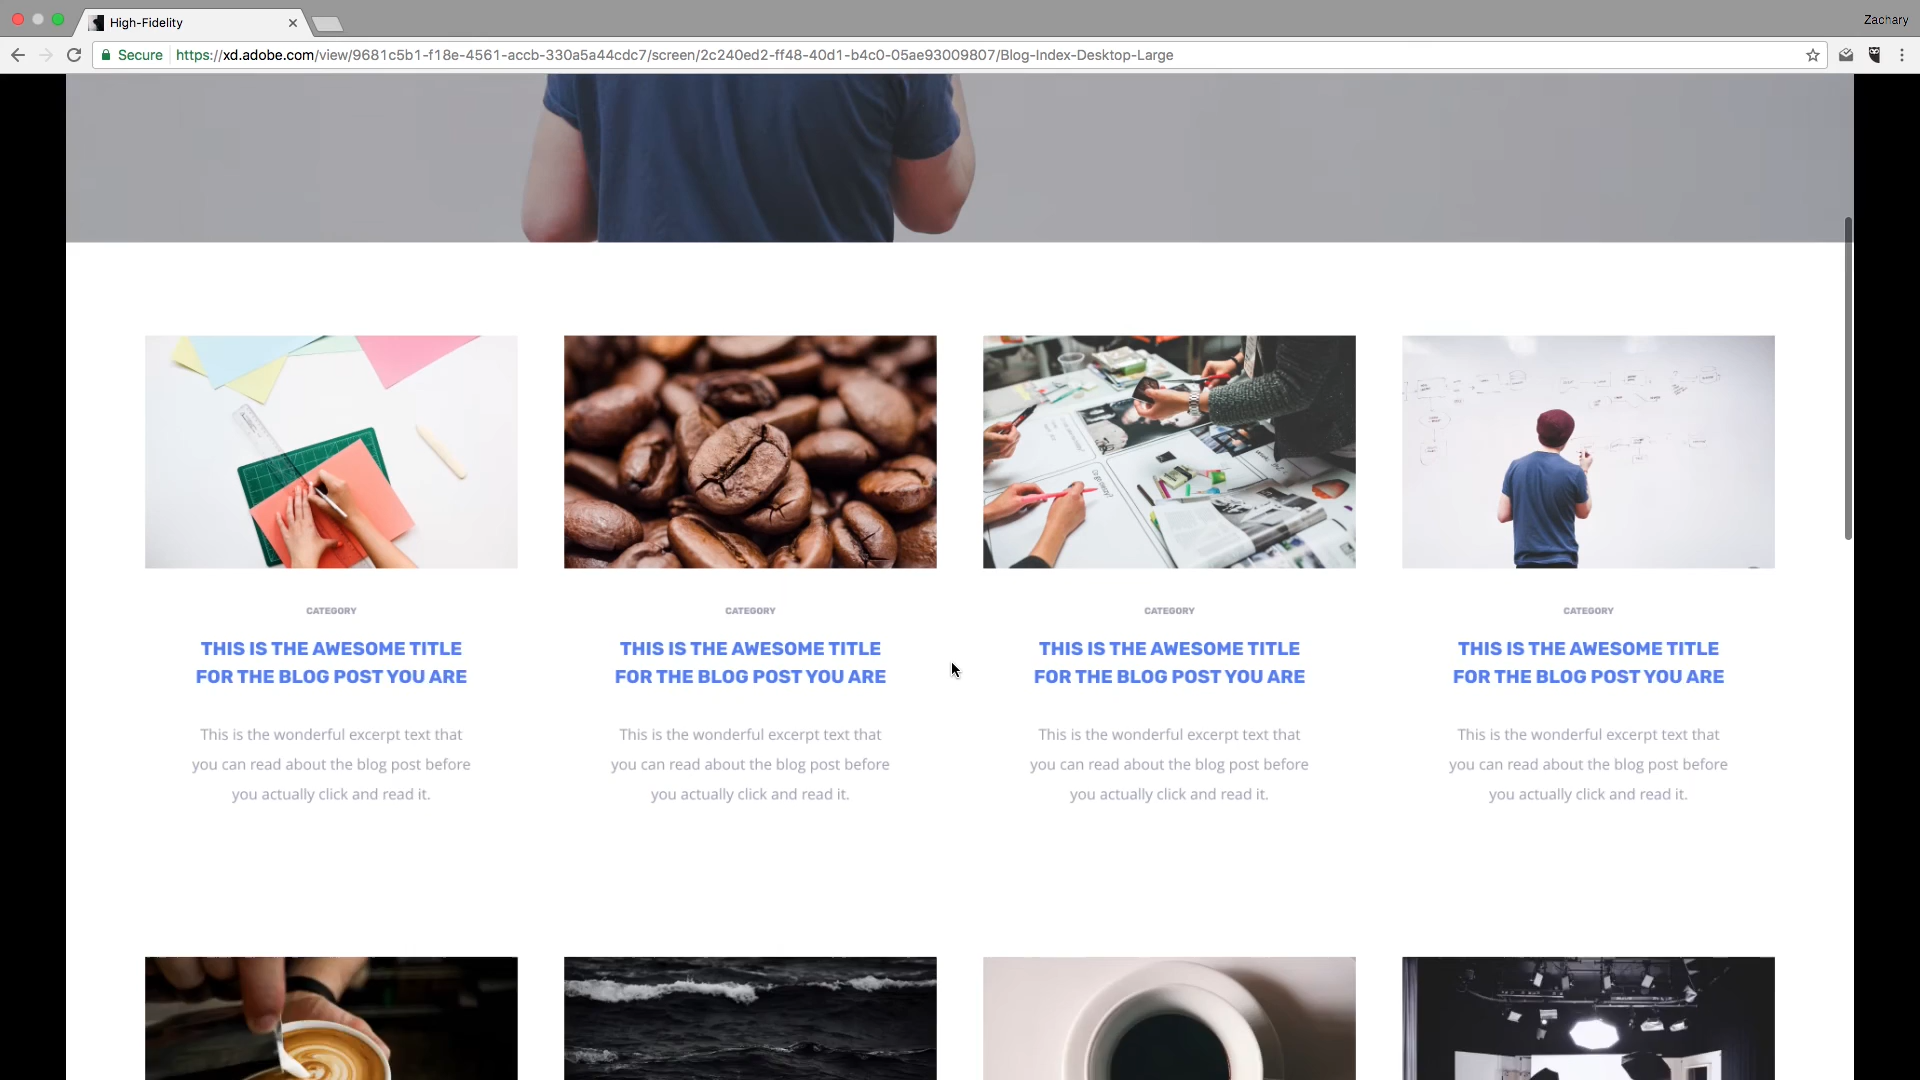 High-Fidelity
Zachary
Secure
https://xd.adobe.com/view/9681c5b1-f18e-4561-accb-330a5a44cdc7/screen/2c240ed2-ff48-40d1-b4c0-05ae93009807/Blog-Index-Desktop-Large
CATEGORY
THIS IS THE AWESOME TITLE
FOR THE BLOG POST YOU ARE
This is the wonderful excerpt text that
you can read about the blog post before
you actually click and read it.
CATEGORY
THIS IS THE AWESOME TITLE
FOR THE BLOG POST YOU ARE
This is the wonderful excerpt text that
you can read about the blog post before
you actually click and read it.
CATEGORY
THIS IS THE AWESOME TITLE
FOR THE BLOG POST YOU ARE
This is the wonderful excerpt text that
you can read about the blog post before
you actually click and read it.
CATEGORY
THIS IS THE AWESOME TITLE
FOR THE BLOG POST YOU ARE
This is the wonderful excerpt text that
you can read about the blog post before
you actually click and read it.